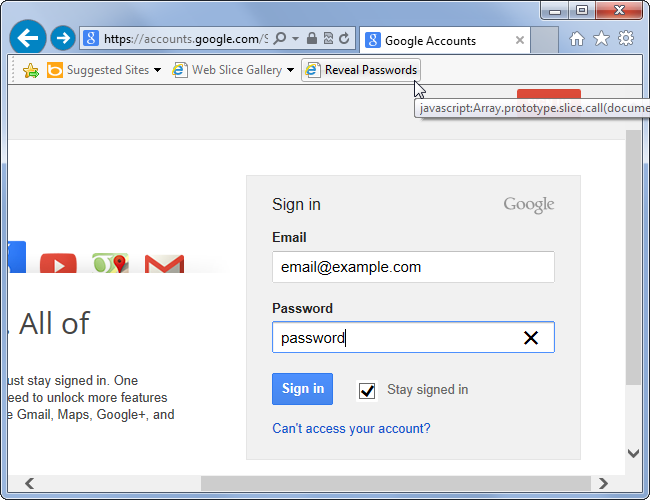 https://accounts.google.com/S
Google Accounts
Suggested Sites
Web Slice Gallery
Reveal Passwords
javascript:Array.prototype.slice.call(docume
Sign in
Google
Email
email@example.com
Password
password
Sign in
Stay signed in
Can't access your account?
. All of
ust stay signed in. One
eed to unlock more features
e Gmail, Maps, Google+, and